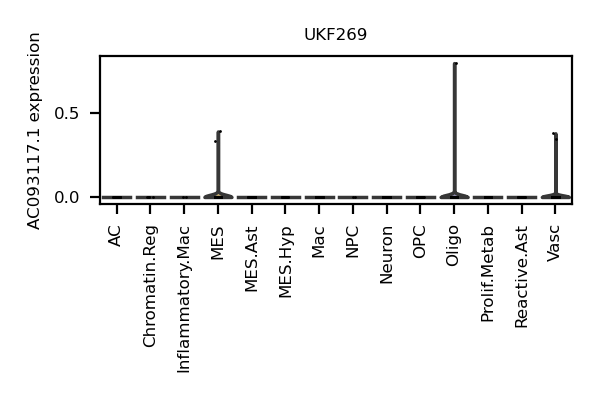 UKF269
AC093117.1 expression
0.5
0.0
AC
Chromatin.Reg
Inflammatory.Mac
MES
MES.Ast
MES.Hyp
Mac
NPC
Neuron
OPC
Oligo
Prolif.Metab
Reactive.Ast
Vasc